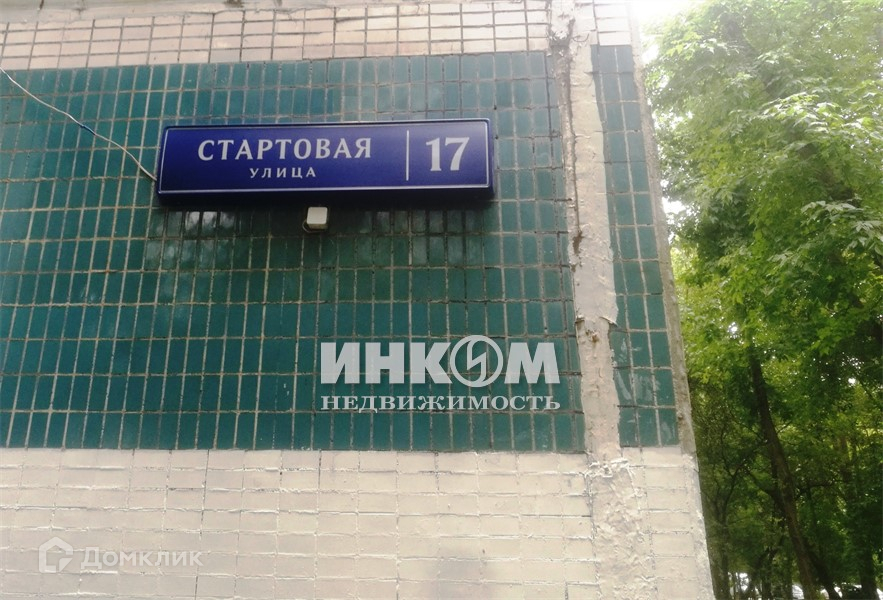 СТАРТОВАЯ 17
УЛИЦА
ИНКОМ
НЕДВИЖИМОСТЬ
Домклик